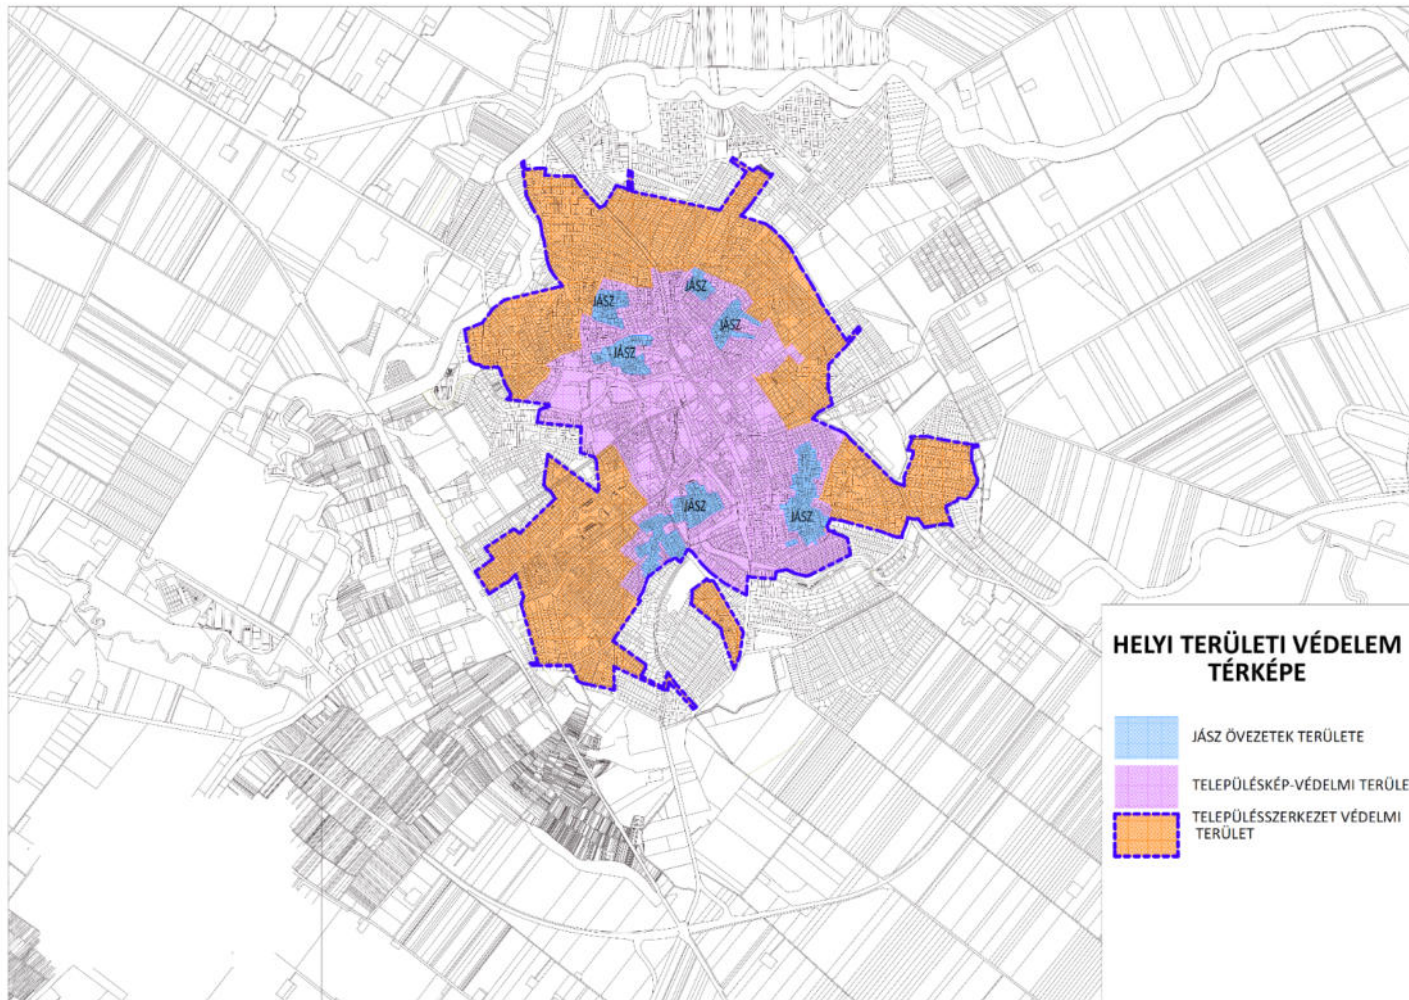 JÁSZ
JÁSZ
JÁSZ
JÁSZ
JÁSZ
JÁSZ
HELYI TERÜLETI VÉDELEM
TÉRKÉPE
JÁSZ ÖVEZETEK TERÜLETE
TELEPÜLÉSKÉP-VÉDELMI TERÜLE
TELEPÜLÉSSZERKEZET VÉDELMI
TERÜLET